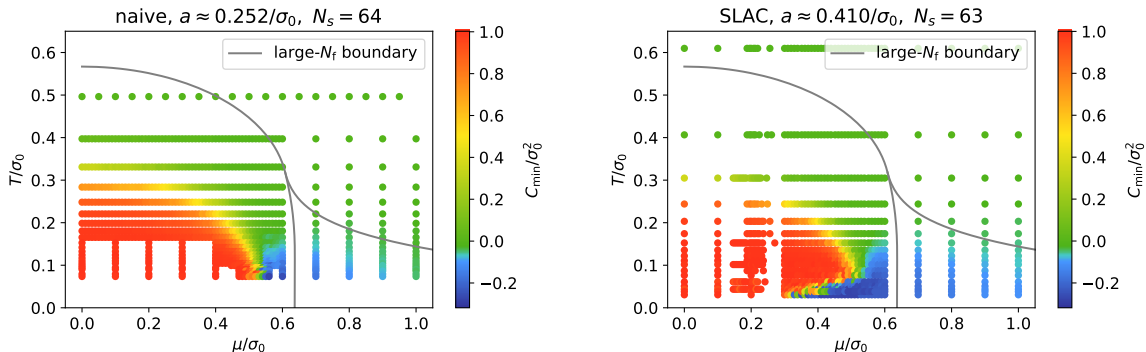 naive, a ≈ 0.252/σ₀, Nₛ = 64
large-N_f boundary
T/σ₀
0.6
0.5
0.4
0.3
0.2
0.1
0.0
0.0 0.2 0.4 0.6 0.8 1.0
μ/σ₀
1.0
0.8
0.6
0.4
0.2
0.0
−0.2
C_min/σ₀²
SLAC, a ≈ 0.410/σ₀, Nₛ = 63
large-N_f boundary
T/σ₀
0.6
0.5
0.4
0.3
0.2
0.1
0.0
0.0 0.2 0.4 0.6 0.8 1.0
μ/σ₀
1.0
0.8
0.6
0.4
0.2
0.0
−0.2
C_min/σ₀²